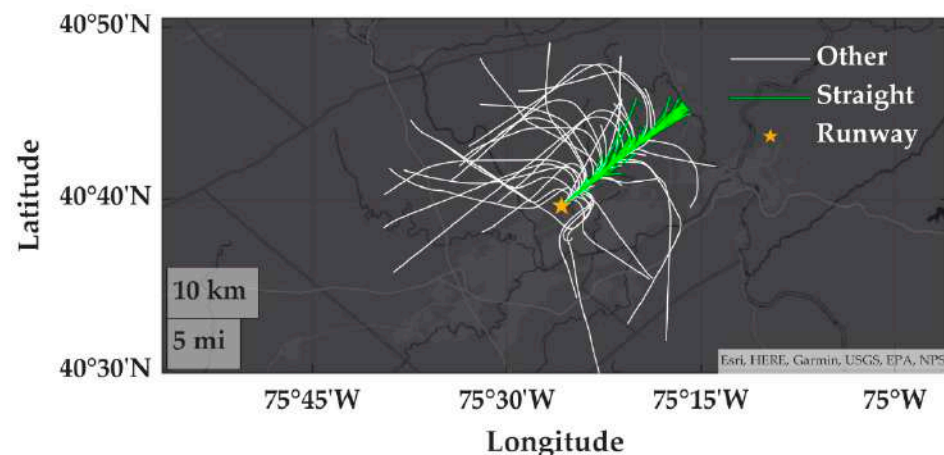 40°50'N
40°40'N
40°30'N
Latitude
Other
Straight
Runway
10 km
5 mi
Esri, HERE, Garmin, USGS, EPA, NPS
75°45'W
75°30'W
75°15'W
75°W
Longitude